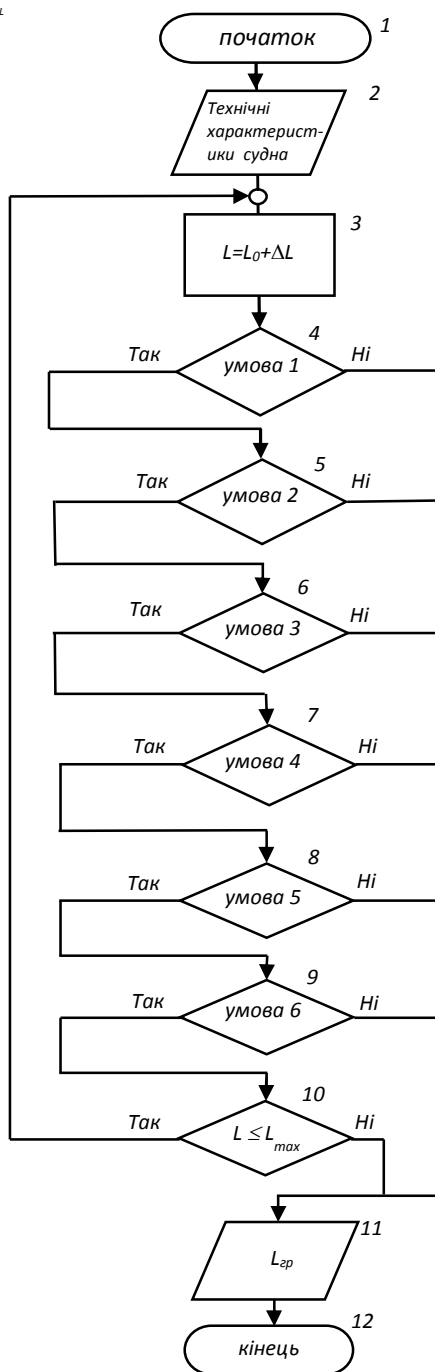 L
1
початок
2
Технічні
характерист-
ики судна
3
L=L₀+ΔL
4
Так
умова 1
Ні
5
Так
умова 2
Ні
6
Так
умова 3
Ні
7
Так
умова 4
Ні
8
Так
умова 5
Ні
9
Так
умова 6
Ні
10
Так
L ≤ Lmax
Ні
11
Lгр
12
кінець